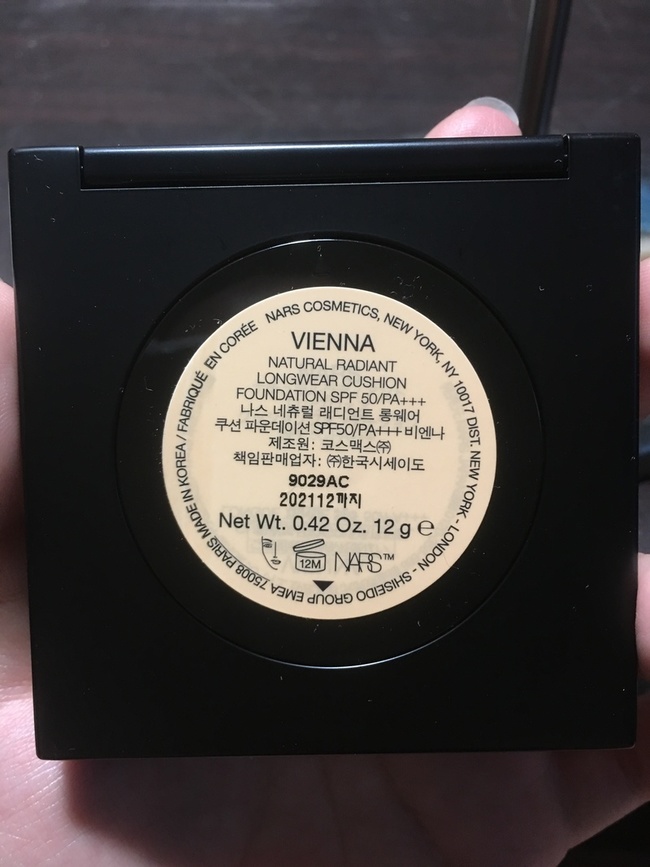 NARS COSMETICS, NEW YORK, NY 10017 DIST. NEW YORK - LONDON - SHISEIDO GROUP EMEA 75008 PARIS MADE IN KOREA / FABRIQUÉ EN CORÉE
VIENNA
NATURAL RADIANT
LONGWEAR CUSHION
FOUNDATION SPF 50/PA+++
나스 네츄럴 래디언트 롱웨어
쿠션 파운데이션 SPF50/PA+++ 비엔나
제조원: 코스맥스㈜
책임판매업자: ㈜한국시세이도
9029AC
202112까지
Net Wt. 0.42 Oz. 12 g ℮
12M NARS™